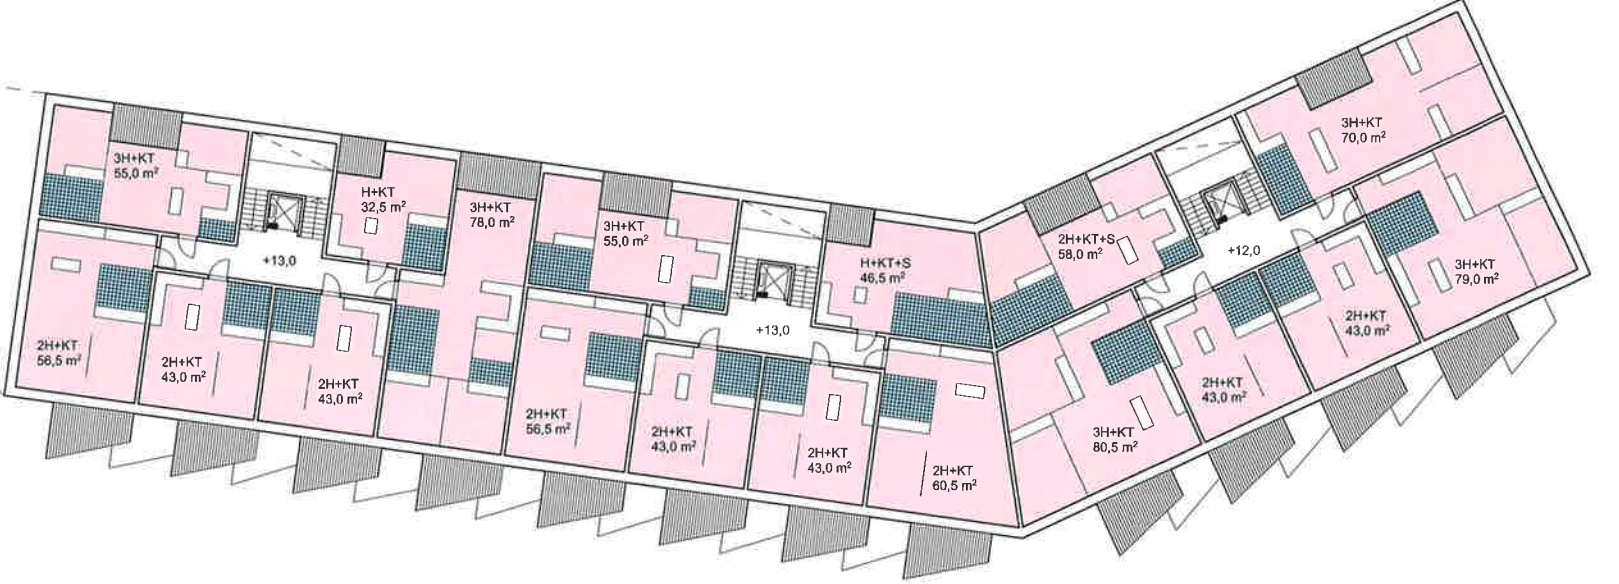 3H+KT
55,0 m²
H+KT
32,5 m²
3H+KT
78,0 m²
3H+KT
55,0 m²
H+KT+S
46,5 m²
2H+KT+S
58,0 m²
3H+KT
70,0 m²
3H+KT
79,0 m²
+13,0
+13,0
+12,0
2H+KT
56,5 m²
2H+KT
43,0 m²
2H+KT
43,0 m²
2H+KT
56,5 m²
2H+KT
43,0 m²
2H+KT
43,0 m²
2H+KT
60,5 m²
3H+KT
80,5 m²
2H+KT
43,0 m²
2H+KT
43,0 m²